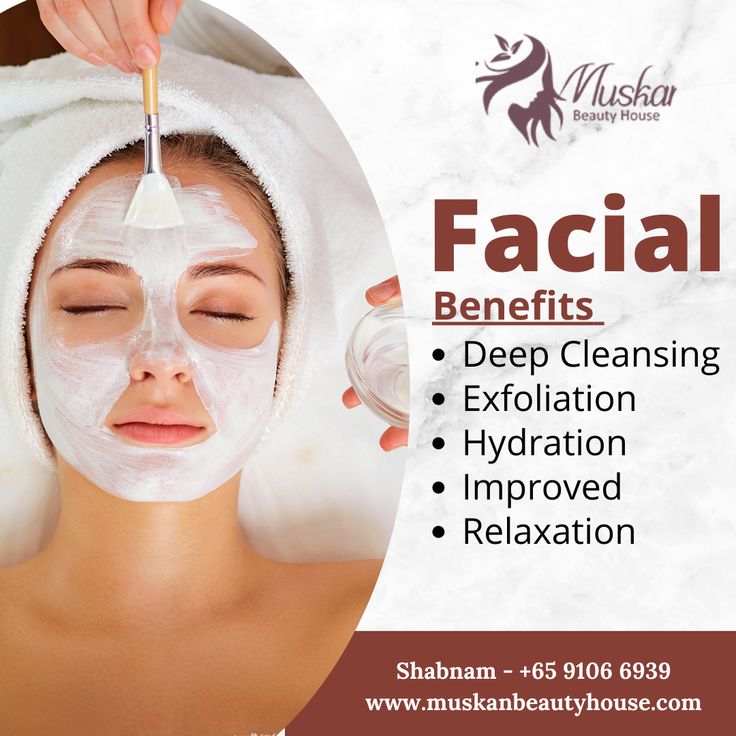 Muskan
Beauty House
Facial
Benefits
• Deep Cleansing
• Exfoliation
• Hydration
• Improved
• Relaxation
Shabnam - +65 9106 6939
www.muskanbeautyhouse.com